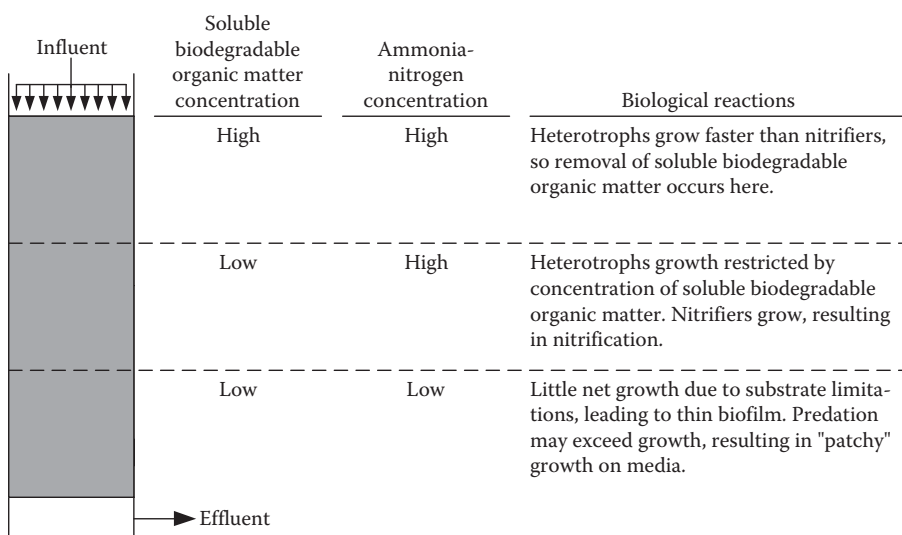 Influent
Soluble
biodegradable
organic matter
concentration
Ammonia-
nitrogen
concentration
Biological reactions
High
High
Heterotrophs grow faster than nitrifiers,
so removal of soluble biodegradable
organic matter occurs here.
Low
High
Heterotrophs growth restricted by
concentration of soluble biodegradable
organic matter. Nitrifiers grow, resulting
in nitrification.
Low
Low
Little net growth due to substrate limita-
tions, leading to thin biofilm. Predation
may exceed growth, resulting in "patchy"
growth on media.
Effluent